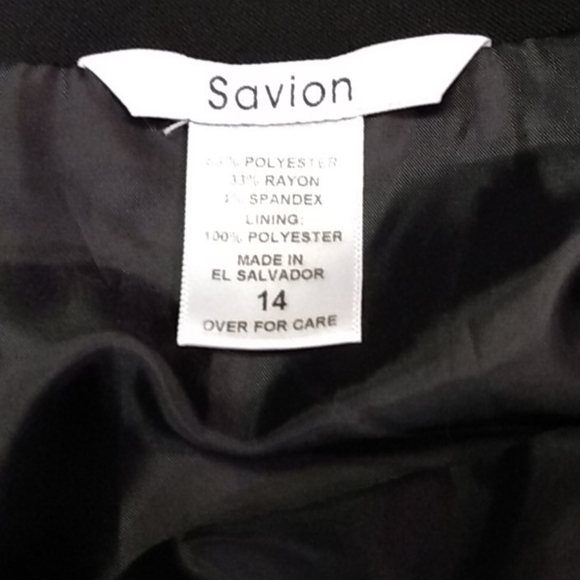 Savion
% POLYESTER
33% RAYON
% SPANDEX
LINING:
100% POLYESTER
MADE IN
EL SALVADOR
14
OVER FOR CARE